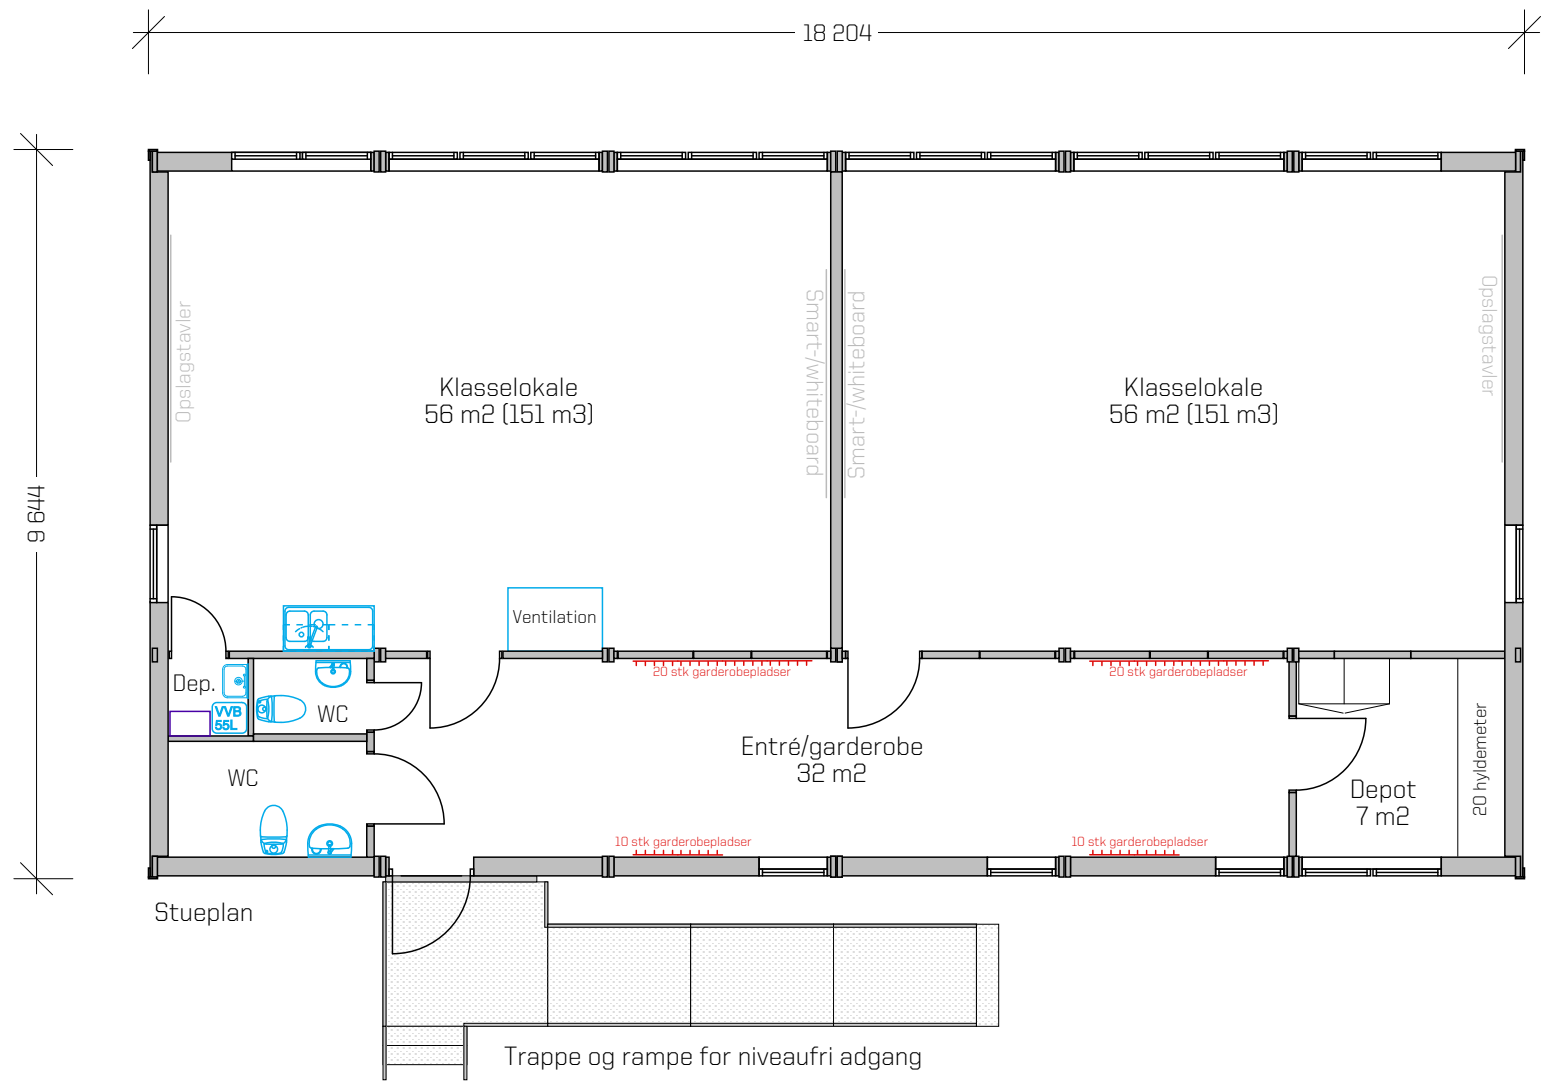 18 204
9 644
Opslagstavler
Klasselokale
56 m2 (151 m3)
Smart-/whiteboard
Smart-/whiteboard
Klasselokale
56 m2 (151 m3)
Opslagstavler
Ventilation
Dep.
VVB
55L
WC
WC
20 stk garderobepladser
20 stk garderobepladser
Entré/garderobe
32 m2
10 stk garderobepladser
10 stk garderobepladser
Depot
7 m2
20 hyldemeter
Stueplan
Trappe og rampe for niveaufri adgang